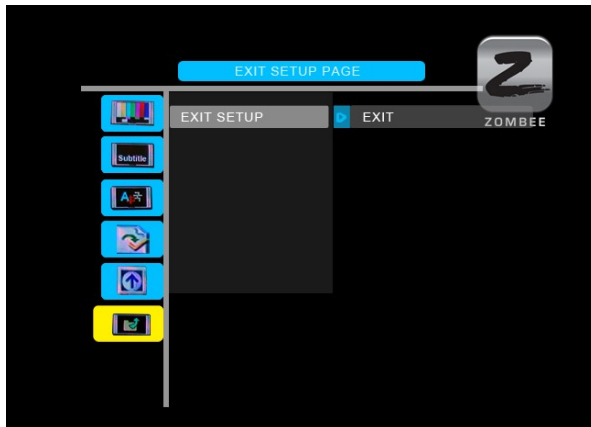 EXIT SETUP PAGE
Z
ZOMBEE
EXIT SETUP
EXIT
Subtitle
A